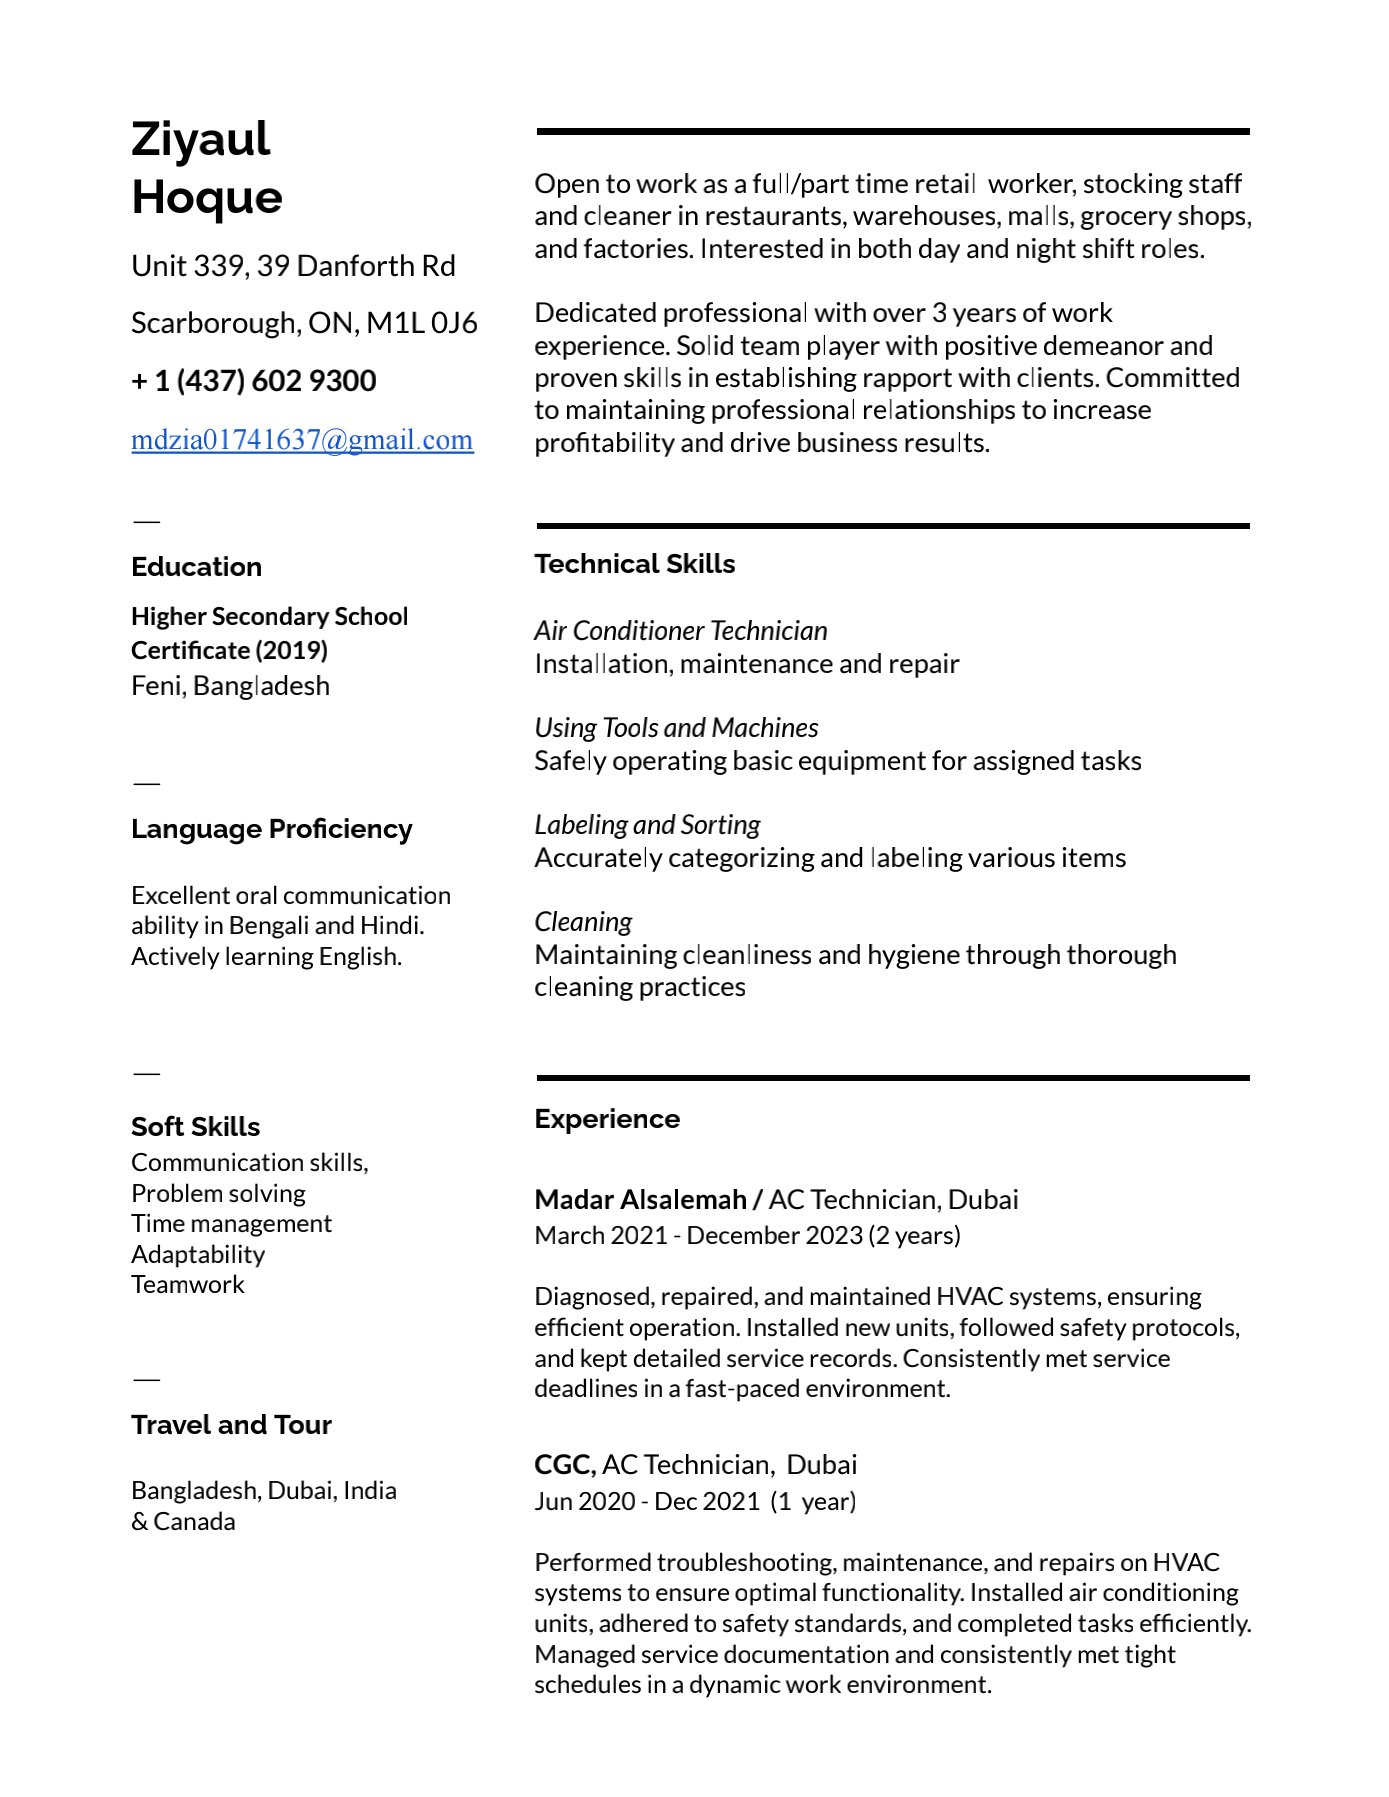 Ziyaul
Hoque
Unit 339, 39 Danforth Rd
Scarborough, ON, M1L 0J6
+ 1 (437) 602 9300
mdzia01741637@gmail.com
—
Education
Higher Secondary School
Certificate (2019)
Feni, Bangladesh
—
Language Proficiency
Excellent oral communication
ability in Bengali and Hindi.
Actively learning English.
—
Soft Skills
Communication skills,
Problem solving
Time management
Adaptability
Teamwork
—
Travel and Tour
Bangladesh, Dubai, India
& Canada
Open to work as a full/part time retail  worker, stocking staff
and cleaner in restaurants, warehouses, malls, grocery shops,
and factories. Interested in both day and night shift roles.
Dedicated professional with over 3 years of work
experience. Solid team player with positive demeanor and
proven skills in establishing rapport with clients. Committed
to maintaining professional relationships to increase
profitability and drive business results.
Technical Skills
Air Conditioner Technician
Installation, maintenance and repair
Using Tools and Machines
Safely operating basic equipment for assigned tasks
Labeling and Sorting
Accurately categorizing and labeling various items
Cleaning
Maintaining cleanliness and hygiene through thorough
cleaning practices
Experience
Madar Alsalemah / AC Technician, Dubai
March 2021 - December 2023 (2 years)
Diagnosed, repaired, and maintained HVAC systems, ensuring
efficient operation. Installed new units, followed safety protocols,
and kept detailed service records. Consistently met service
deadlines in a fast-paced environment.
CGC, AC Technician,  Dubai
Jun 2020 - Dec 2021  (1  year)
Performed troubleshooting, maintenance, and repairs on HVAC
systems to ensure optimal functionality. Installed air conditioning
units, adhered to safety standards, and completed tasks efficiently.
Managed service documentation and consistently met tight
schedules in a dynamic work environment.